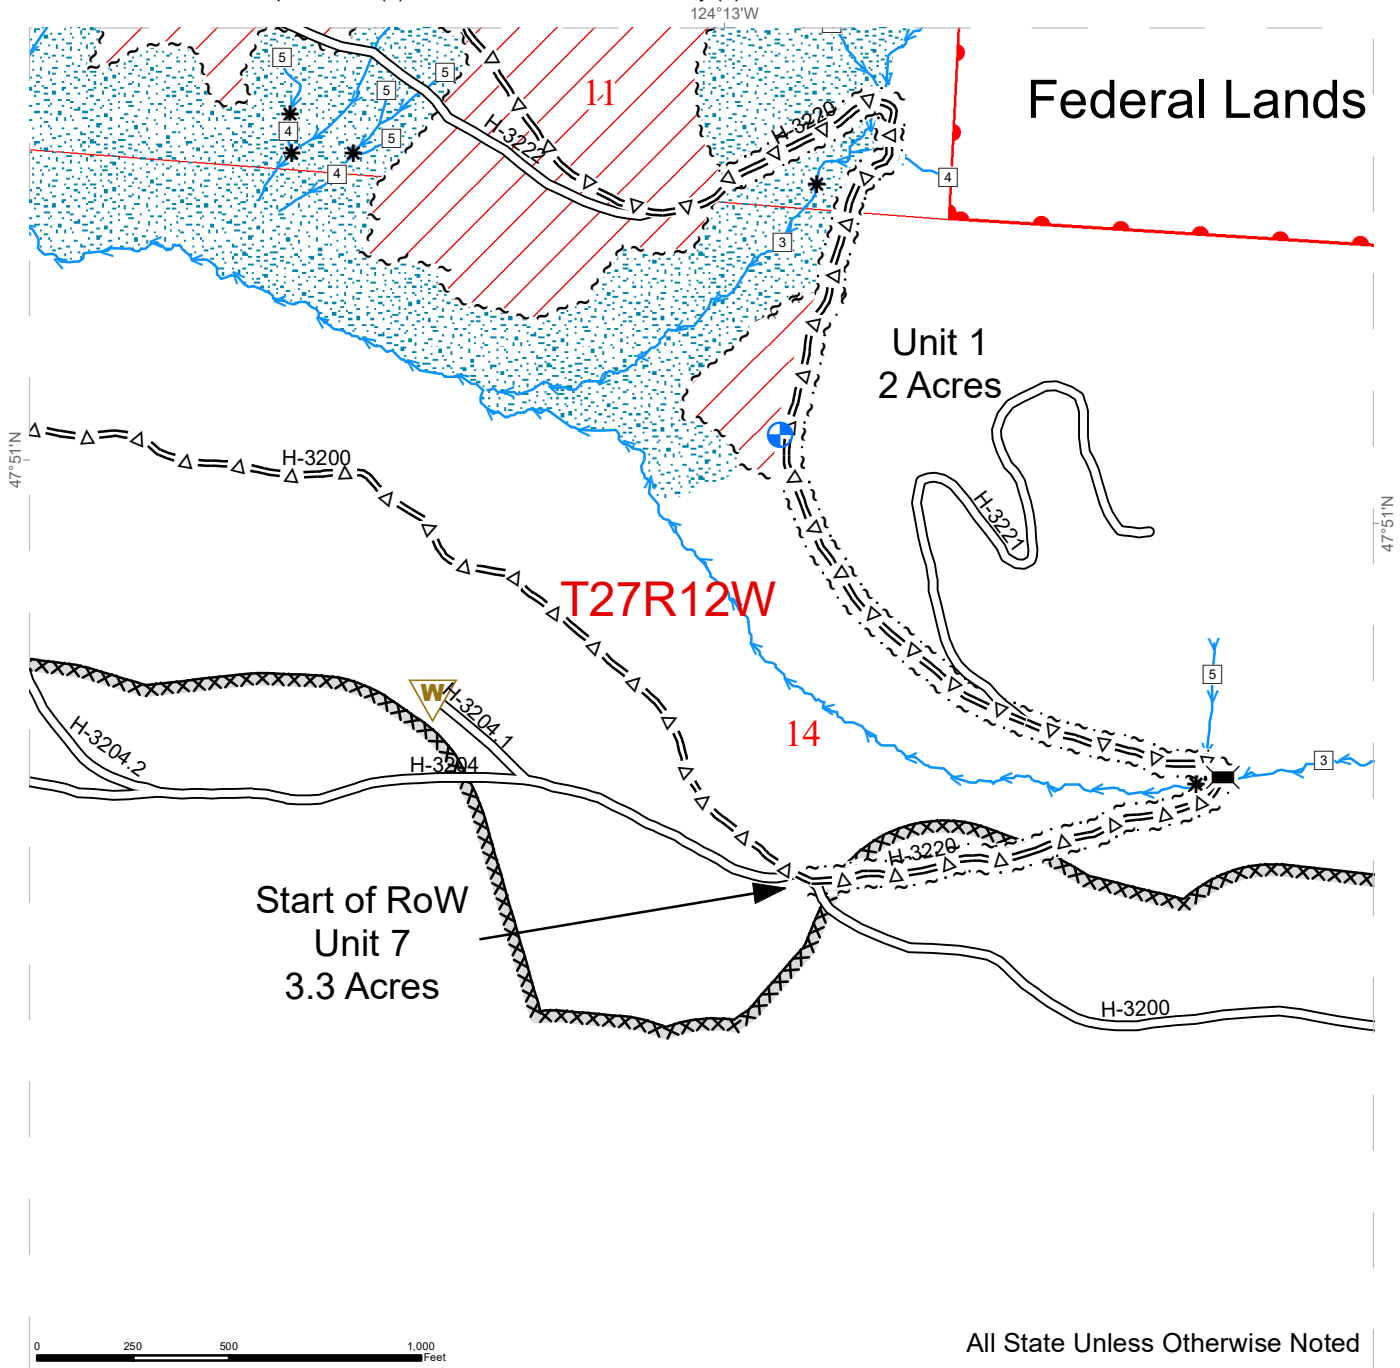 124°13'W
5
5
5
11
Federal Lands
4
5
H-3222
H-3220
4
4
3
Unit 1
2 Acres
47°51'N
H-3200
H-3221
47°51'N
T27R12W
5
W
H-3204.1
H-3204.2
14
H-3204
3
H-3220
Start of RoW
Unit 7
3.3 Acres
H-3200
0 250 500 1,000
Feet
All State Unless Otherwise Noted